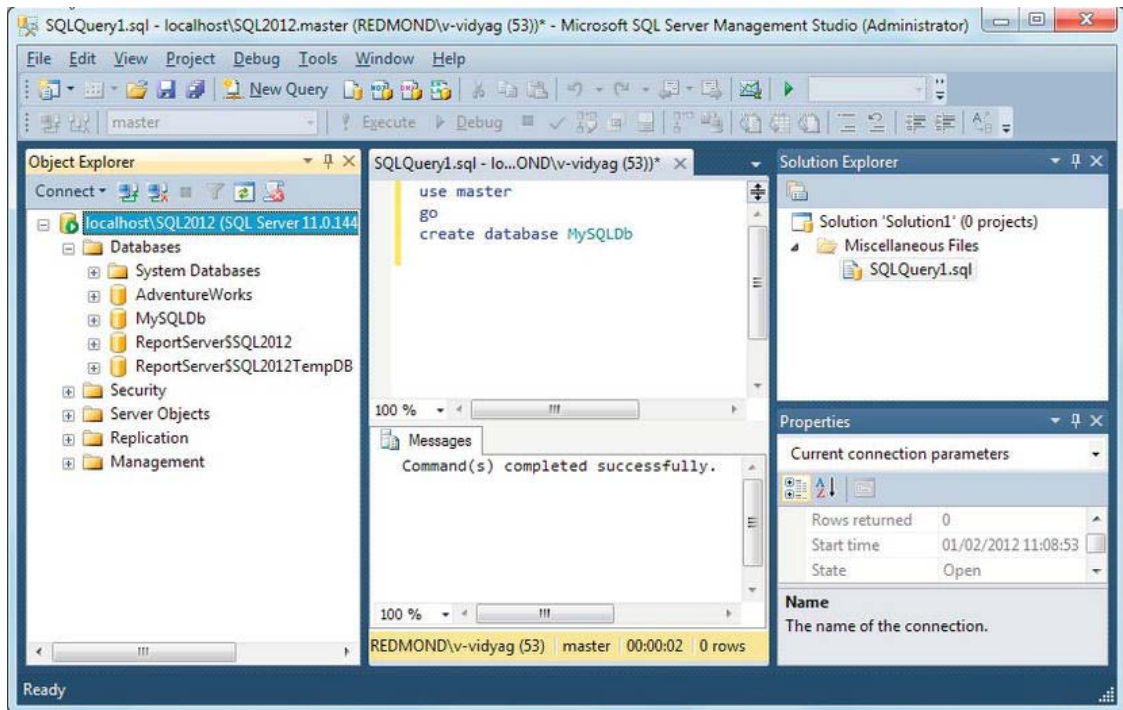 SQLQuery1.sql - localhost\SQL2012.master (REDMOND\v-vidyag (53))* - Microsoft SQL Server Management Studio (Administrator)
File Edit View Project Debug Tools Window Help
New Query
master Execute Debug
Object Explorer
Connect
localhost\SQL2012 (SQL Server 11.0.144
Databases
System Databases
AdventureWorks
MySQLDb
ReportServer$SQL2012
ReportServer$SQL2012TempDB
Security
Server Objects
Replication
Management
SQLQuery1.sql - lo...OND\v-vidyag (53))*
use master
go
create database MySQLDb
100 %
Messages
Command(s) completed successfully.
100 %
REDMOND\v-vidyag (53) master 00:00:02 0 rows
Solution Explorer
Solution 'Solution1' (0 projects)
Miscellaneous Files
SQLQuery1.sql
Properties
Current connection parameters
Rows returned 0
Start time 01/02/2012 11:08:53
State Open
Name
The name of the connection.
Ready